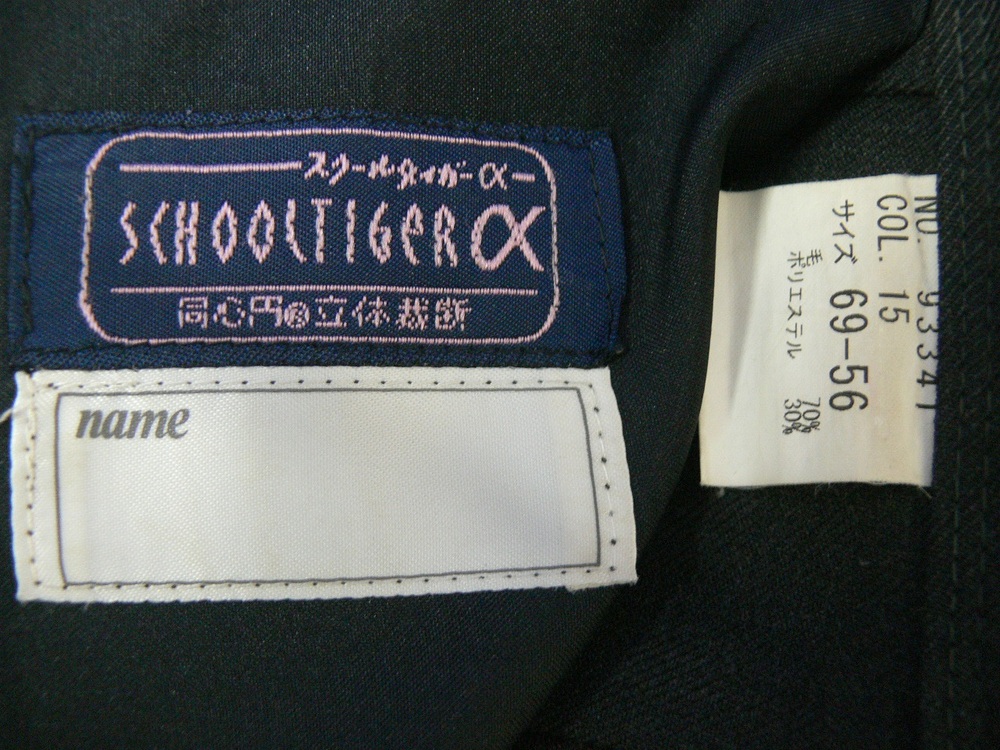 スクールタイガーα
SCHOOLTIGERα
同心円®立体裁断
name
NO. 93341
COL. 15
サイズ 69-56
毛 70%
ポリエステル 30%